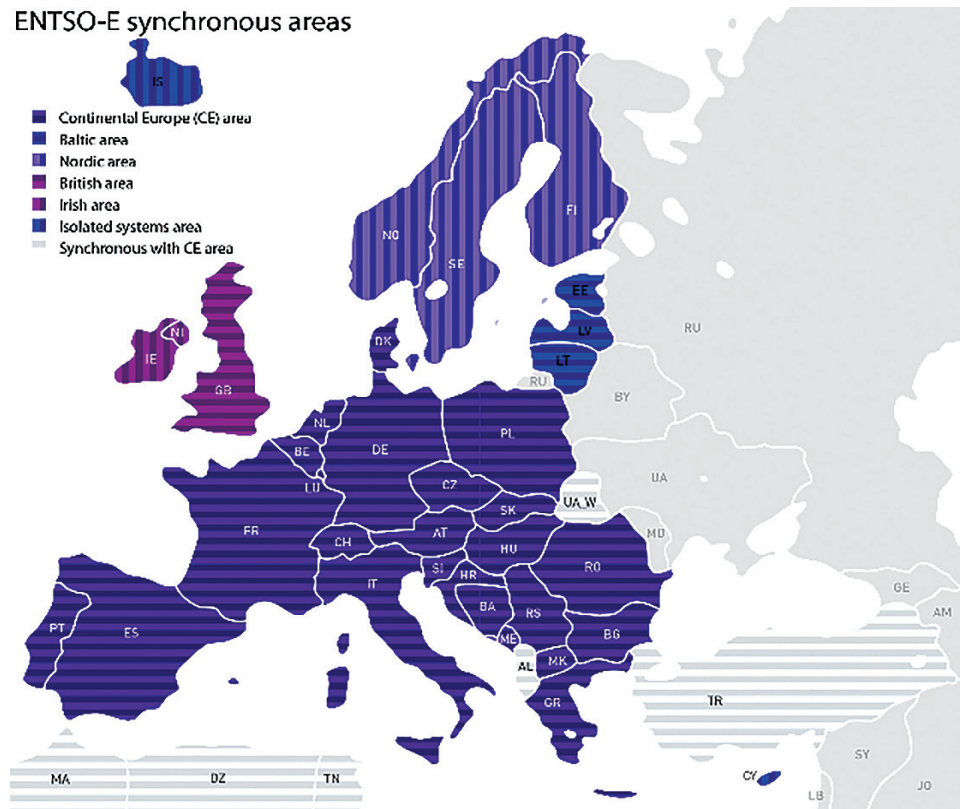 ENTSO-E synchronous areas
IS
Continental Europe (CE) area
Baltic area
Nordic area
British area
Irish area
Isolated systems area
Synchronous with CE area
NO
SE
FI
EE
LV
LT
RU
RU
BY
DK
NI
IE
GB
NL
BE
LU
DE
PL
CZ
SK
UA_W
UA
MD
FR
CH
AT
HU
RO
SI
HR
IT
BA
RS
ME
BG
MK
AL
GR
PT
ES
GE
AM
TR
MA
DZ
TN
CY
SY
LB
JO